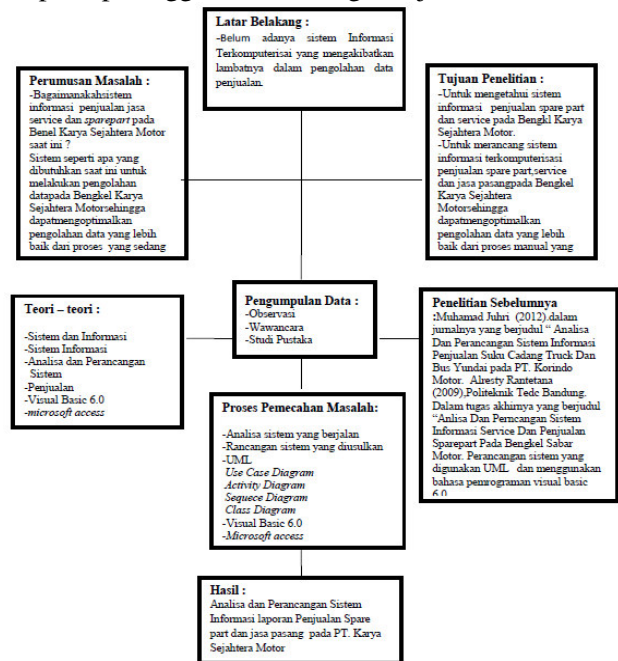 Latar Belakang :
-Belum adanya sistem Informasi
Terkomputerisai yang mengakibatkan
lambatnya dalam pengolahan data
penjualan.
Perumusan Masalah :
-Bagaimanakahsistem
informasi penjualan jasa
service dan sparepart pada
Benel Karya Sejahtera Motor
saat ini ?
Sistem seperti apa yang
dibutuhkan saat ini untuk
melakukan pengolahan
datapada Bengkel Karya
Sejahtera Motorsehingga
dapatmengoptimalkan
pengolahan data yang lebih
baik dari proses yang sedang
Tujuan Penelitian :
-Untuk mengetahui sistem
informasi penjualan spare part
dan service pada Bengkl Karya
Sejahtera Motor.
-Untuk merancang sistem
informasi terkomputerisasi
penjualan spare part,service
dan jasa pasangpada Bengkel
Karya Sejahtera
Motorsehingga
dapatmengoptimalkan
pengolahan data yang lebih
baik dari proses manual yang
Teori – teori :
-Sistem dan Informasi
-Sistem Informasi
-Analisa dan Perancangan
Sistem
-Penjualan
-Visual Basic 6.0
-microsoft access
Pengumpulan Data :
-Observasi
-Wawancara
-Studi Pustaka
Penelitian Sebelumnya
:Muhamad Juhri (2012).dalam
jurnalnya yang berjudul “ Analisa
Dan Perancangan Sistem Informasi
Penjualan Suku Cadang Truck Dan
Bus Yundai pada PT. Korindo
Motor. Alresty Rantetana
(2009),Politeknik Tedc Bandung.
Dalam tugas akhirnya yang berjudul
“Anlisa Dan Perncangan Sistem
Informasi Service Dan Penjualan
Sparepart Pada Bengkel Sabar
Motor. Perancangan sistem yang
digunakan UML dan menggunakan
bahasa pemrograman visual basic
6.0
Proses Pemecahan Masalah:
-Analisa sistem yang berjalan
-Rancangan sistem yang diusulkan
-UML
Use Case Diagram
Activity Diagram
Sequece Diagram
Class Diagram
-Visual Basic 6.0
-Microsoft access
Hasil :
Analisa dan Perancangan Sistem
Informasi laporan Penjualan Spare
part dan jasa pasang pada PT. Karya
Sejahtera Motor